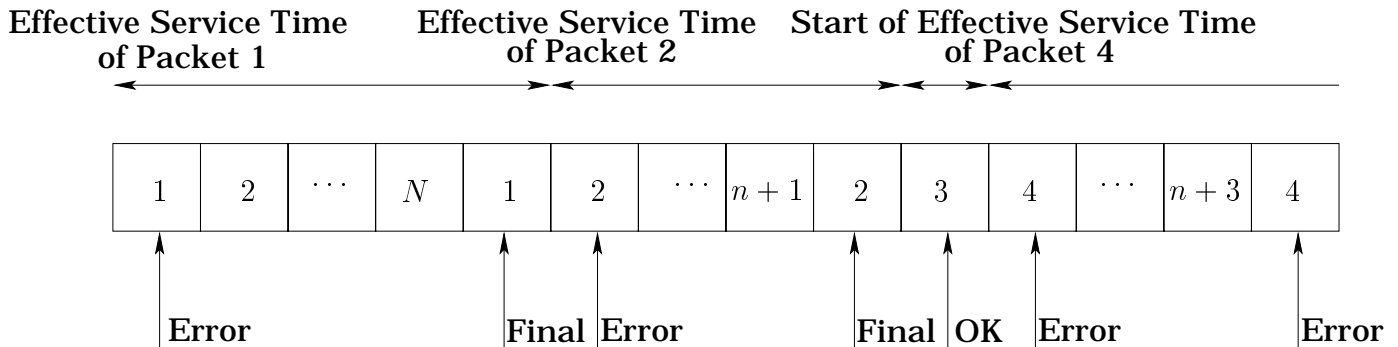 Effective Service Time
of Packet 1
Effective Service Time
of Packet 2
Start of Effective Service Time
of Packet 4
1 2 ··· N 1 2 ··· n + 1 2 3 4 ··· n + 3 4
Error Final Error Final OK Error Error